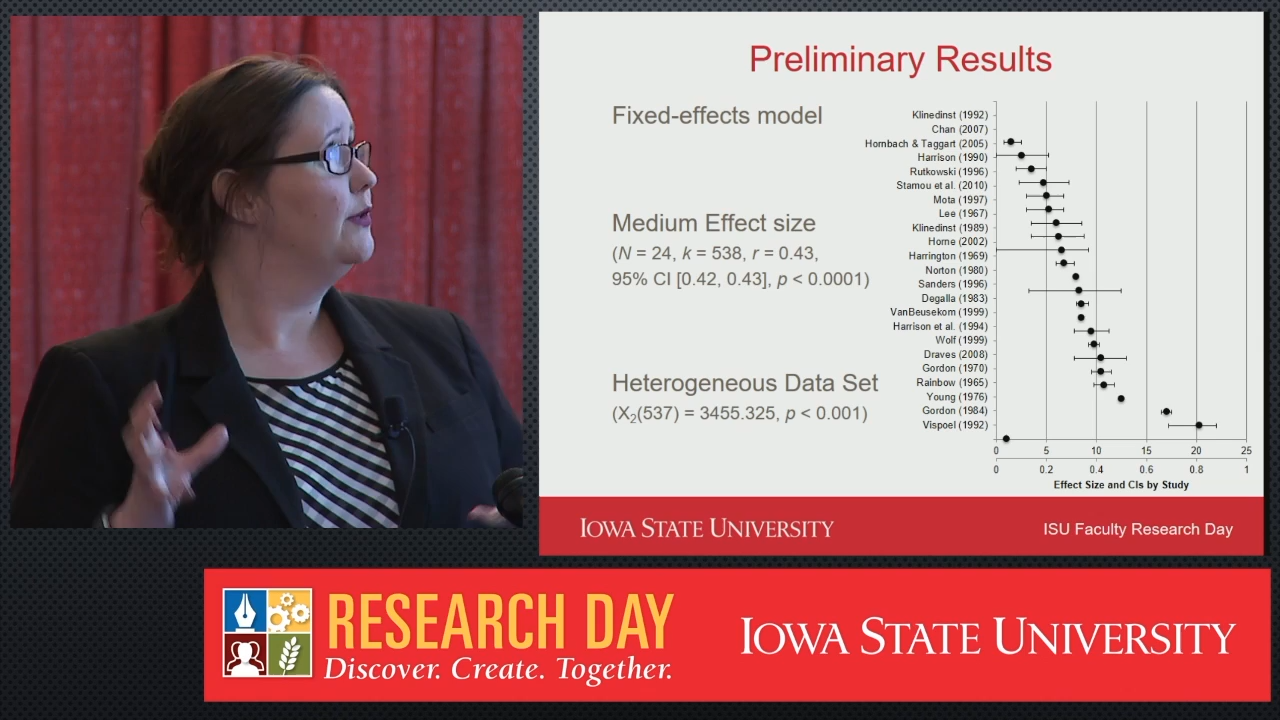 Preliminary Results
Fixed-effects model
Medium Effect size
(N = 24, k = 538, r = 0.43,
95% CI [0.42, 0.43], p < 0.0001)
Heterogeneous Data Set
(X₂(537) = 3455.325, p < 0.001)
Klinedinst (1992)
Chan (2007)
Hornbach & Taggart (2005)
Harrison (1990)
Rutkowski (1996)
Stamou et al. (2010)
Mota (1997)
Lee (1967)
Klinedinst (1989)
Horne (2002)
Harrington (1969)
Norton (1980)
Sanders (1996)
Degalla (1983)
VanBeusekom (1999)
Harrison et al. (1994)
Wolf (1999)
Draves (2008)
Gordon (1970)
Rainbow (1965)
Young (1976)
Gordon (1984)
Vispoel (1992)
0 5 10 15 20 25
0 0.2 0.4 0.6 0.8 1
Effect Size and CIs by Study
IOWA STATE UNIVERSITY
ISU Faculty Research Day
RESEARCH DAY
Discover. Create. Together.
IOWA STATE UNIVERSITY